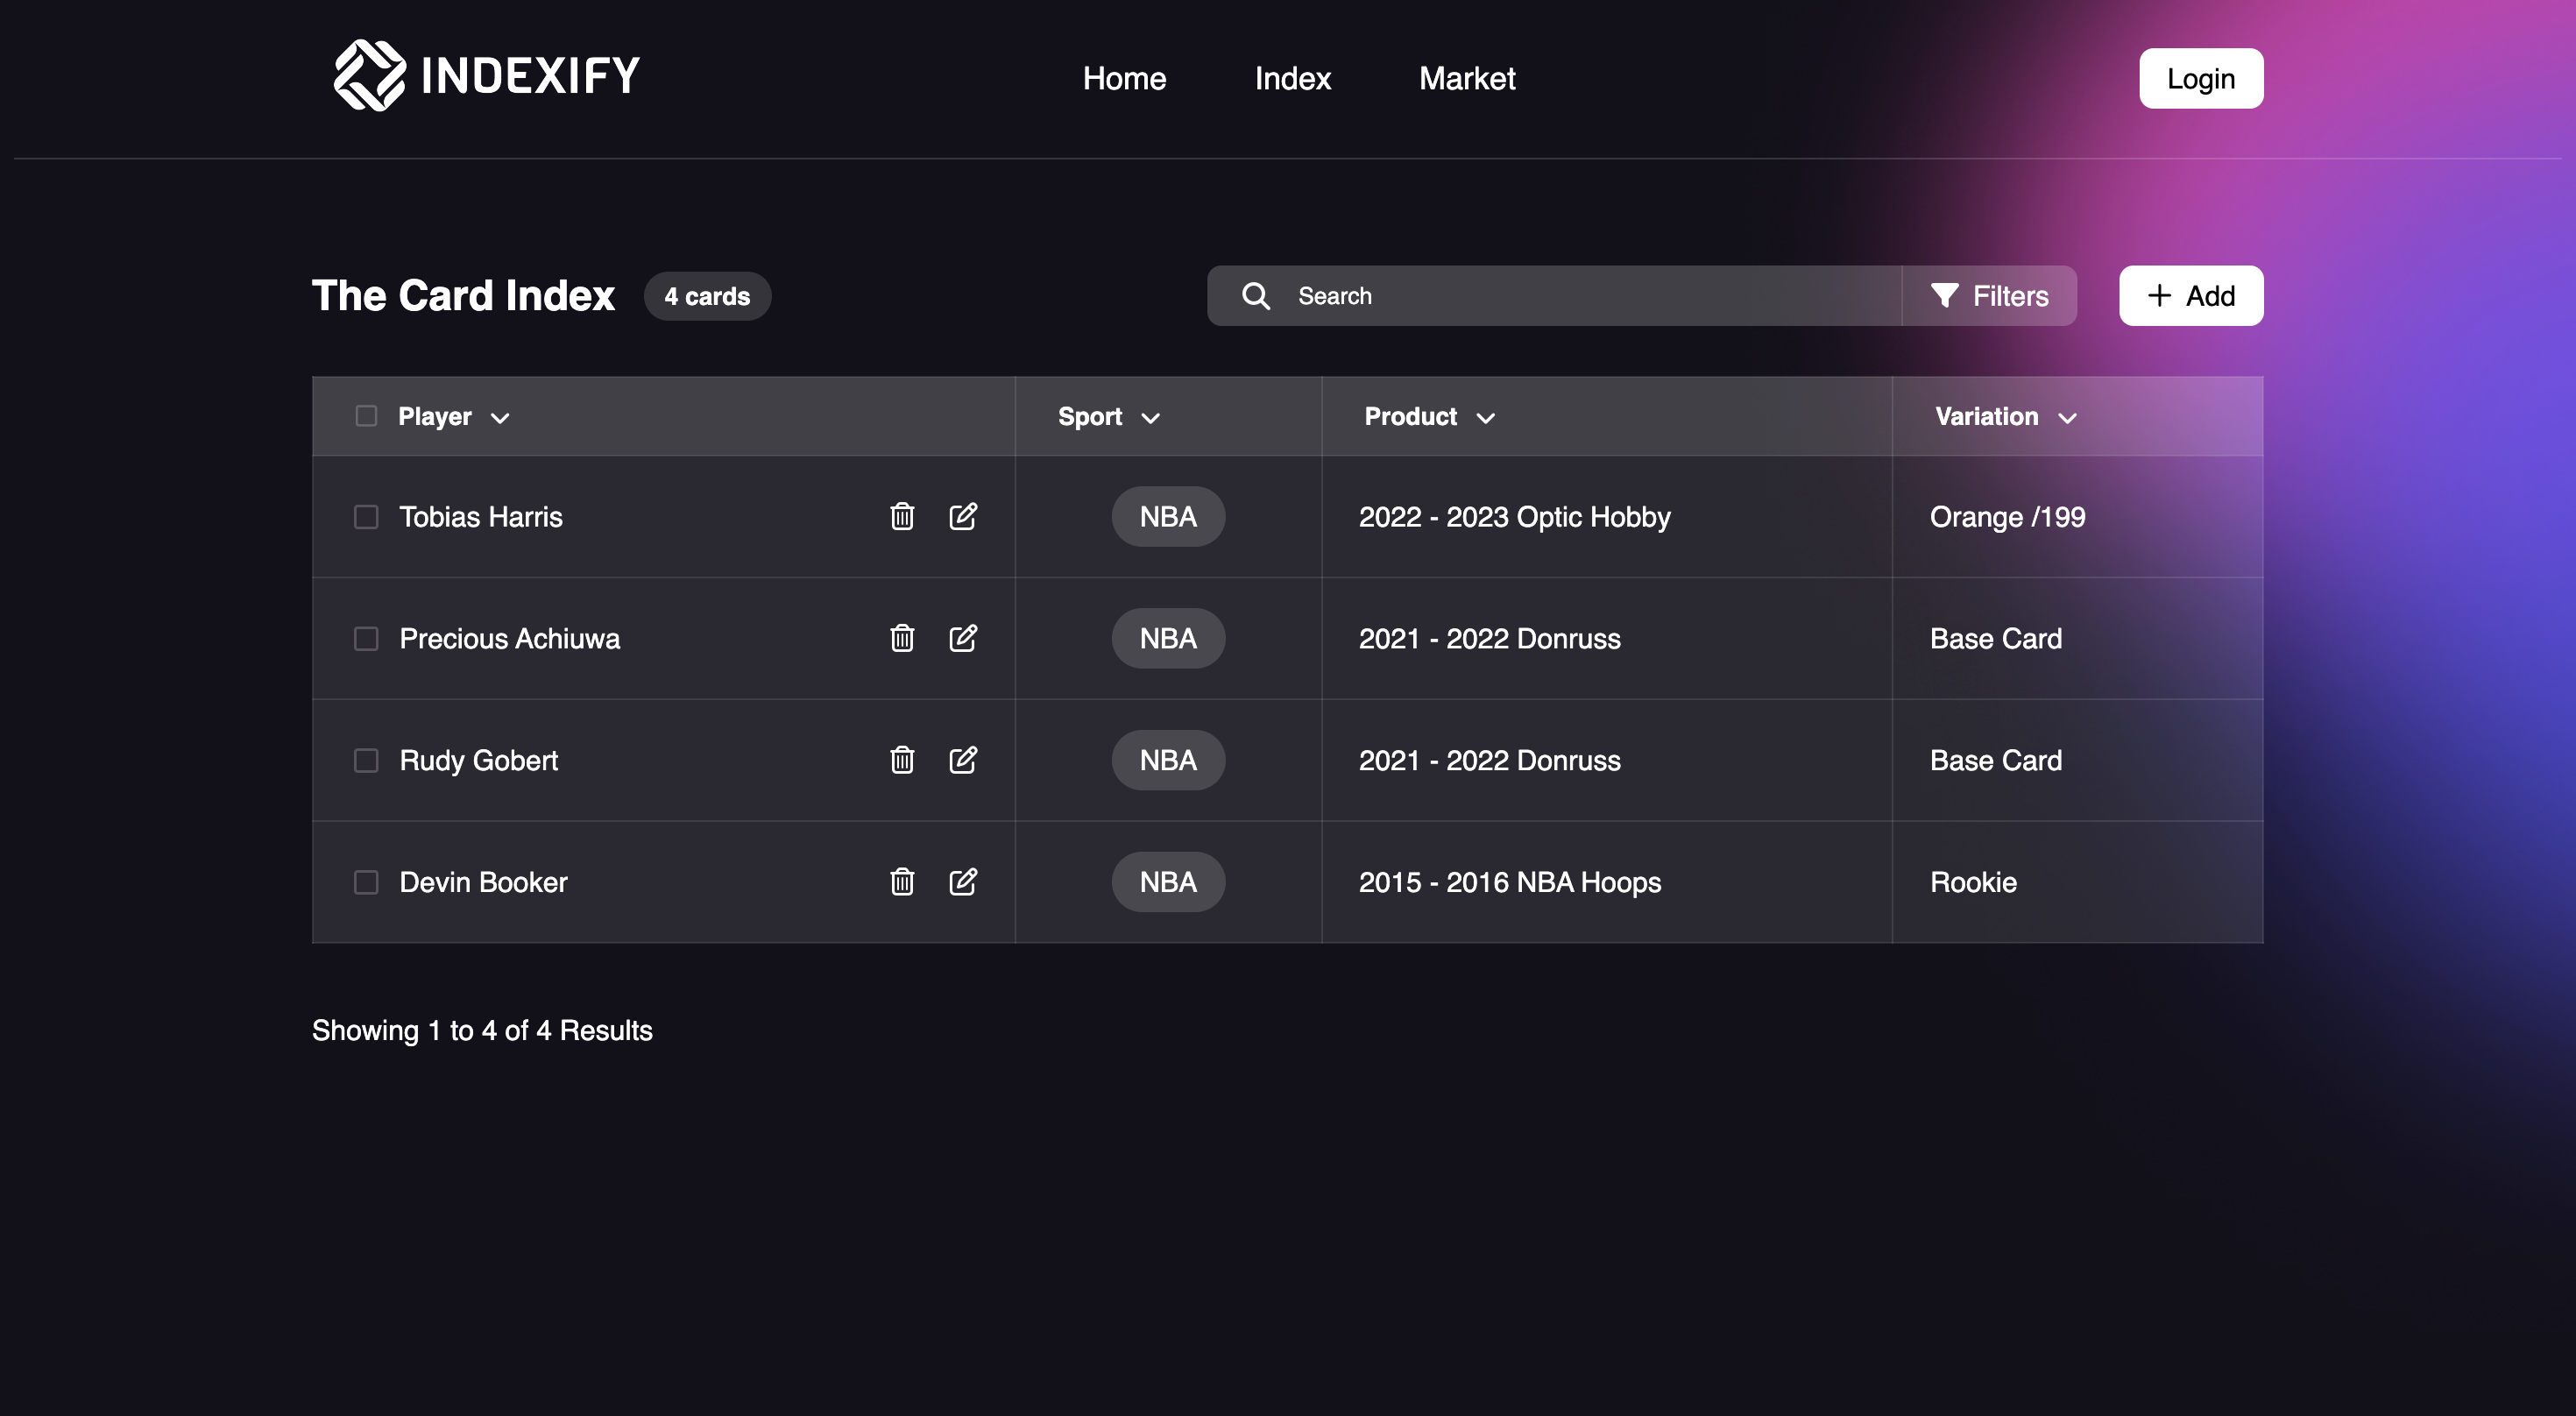 INDEXIFY
Home Index Market
Login
The Card Index 4 cards
Search
Filters
Add
Player Sport Product Variation
Tobias Harris NBA 2022 - 2023 Optic Hobby Orange /199
Precious Achiuwa NBA 2021 - 2022 Donruss Base Card
Rudy Gobert NBA 2021 - 2022 Donruss Base Card
Devin Booker NBA 2015 - 2016 NBA Hoops Rookie
Showing 1 to 4 of 4 Results